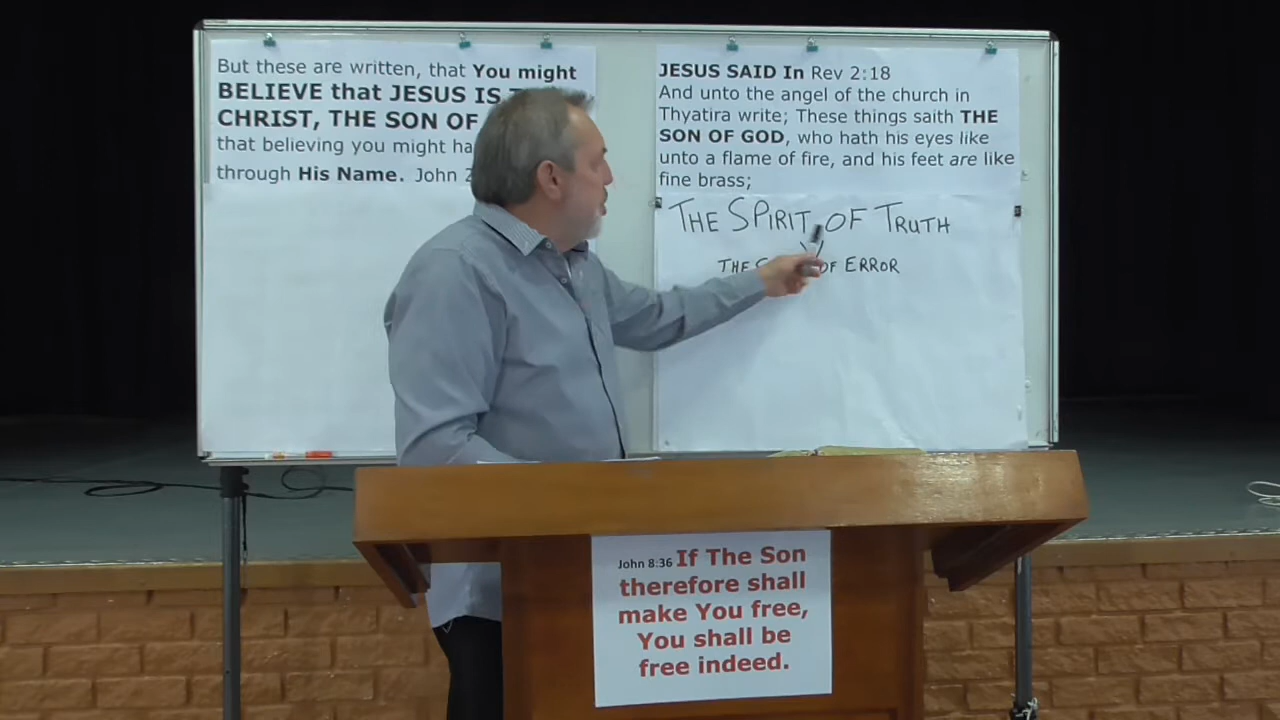 But these are written, that You might
BELIEVE that JESUS IS
CHRIST, THE SON OF
that believing you might
through His Name. John
JESUS SAID In Rev 2:18
And unto the angel of the church in
Thyatira write; These things saith THE
SON OF GOD, who hath his eyes like
unto a flame of fire, and his feet are like
fine brass;
THE SPIRIT OF TRUTH
THE OF ERROR
John 8:36 If The Son
therefore shall
make You free,
You shall be
free indeed.